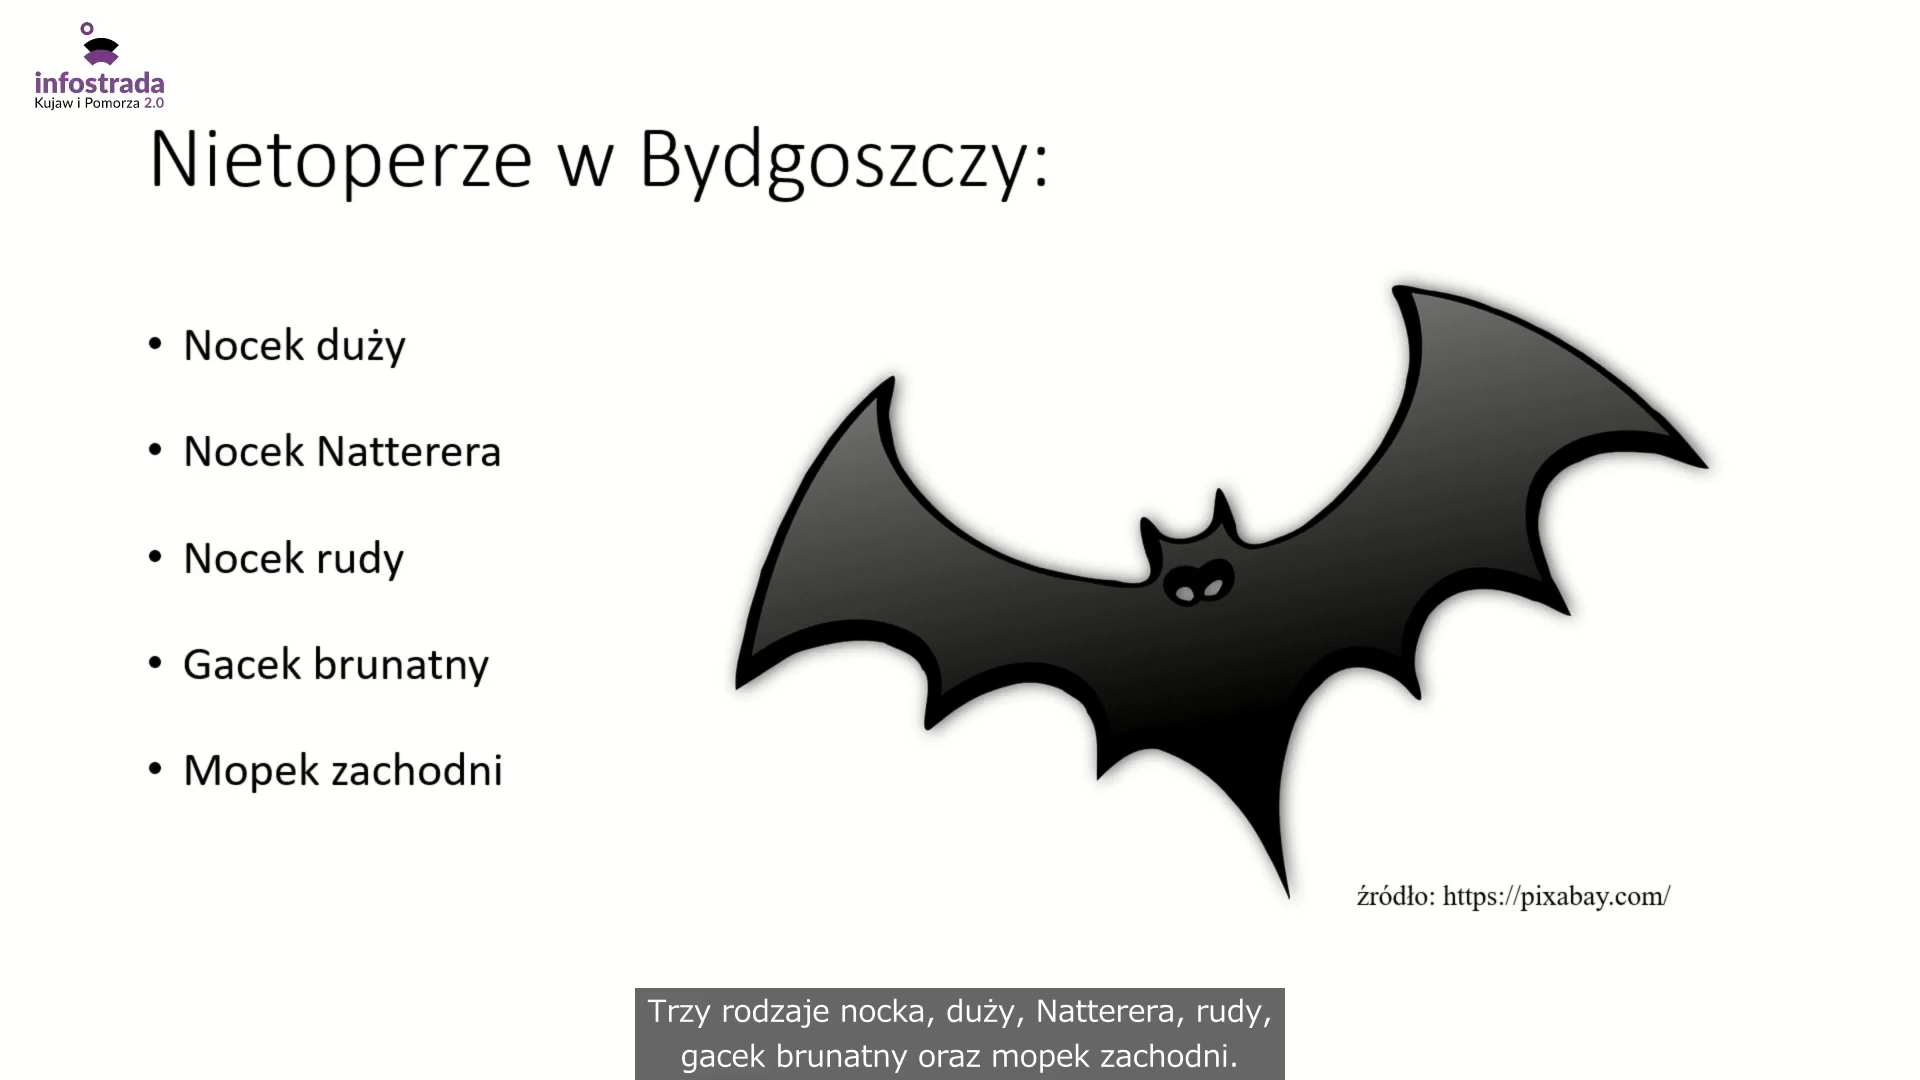 infostrada
Kujaw i Pomorza 2.0
Nietoperze w Bydgoszczy:
• Nocek duży
• Nocek Natterera
• Nocek rudy
• Gacek brunatny
• Mopek zachodni
źródło: https://pixabay.com/
Trzy rodzaje nocka, duży, Natterera, rudy,
gacek brunatny oraz mopek zachodni.